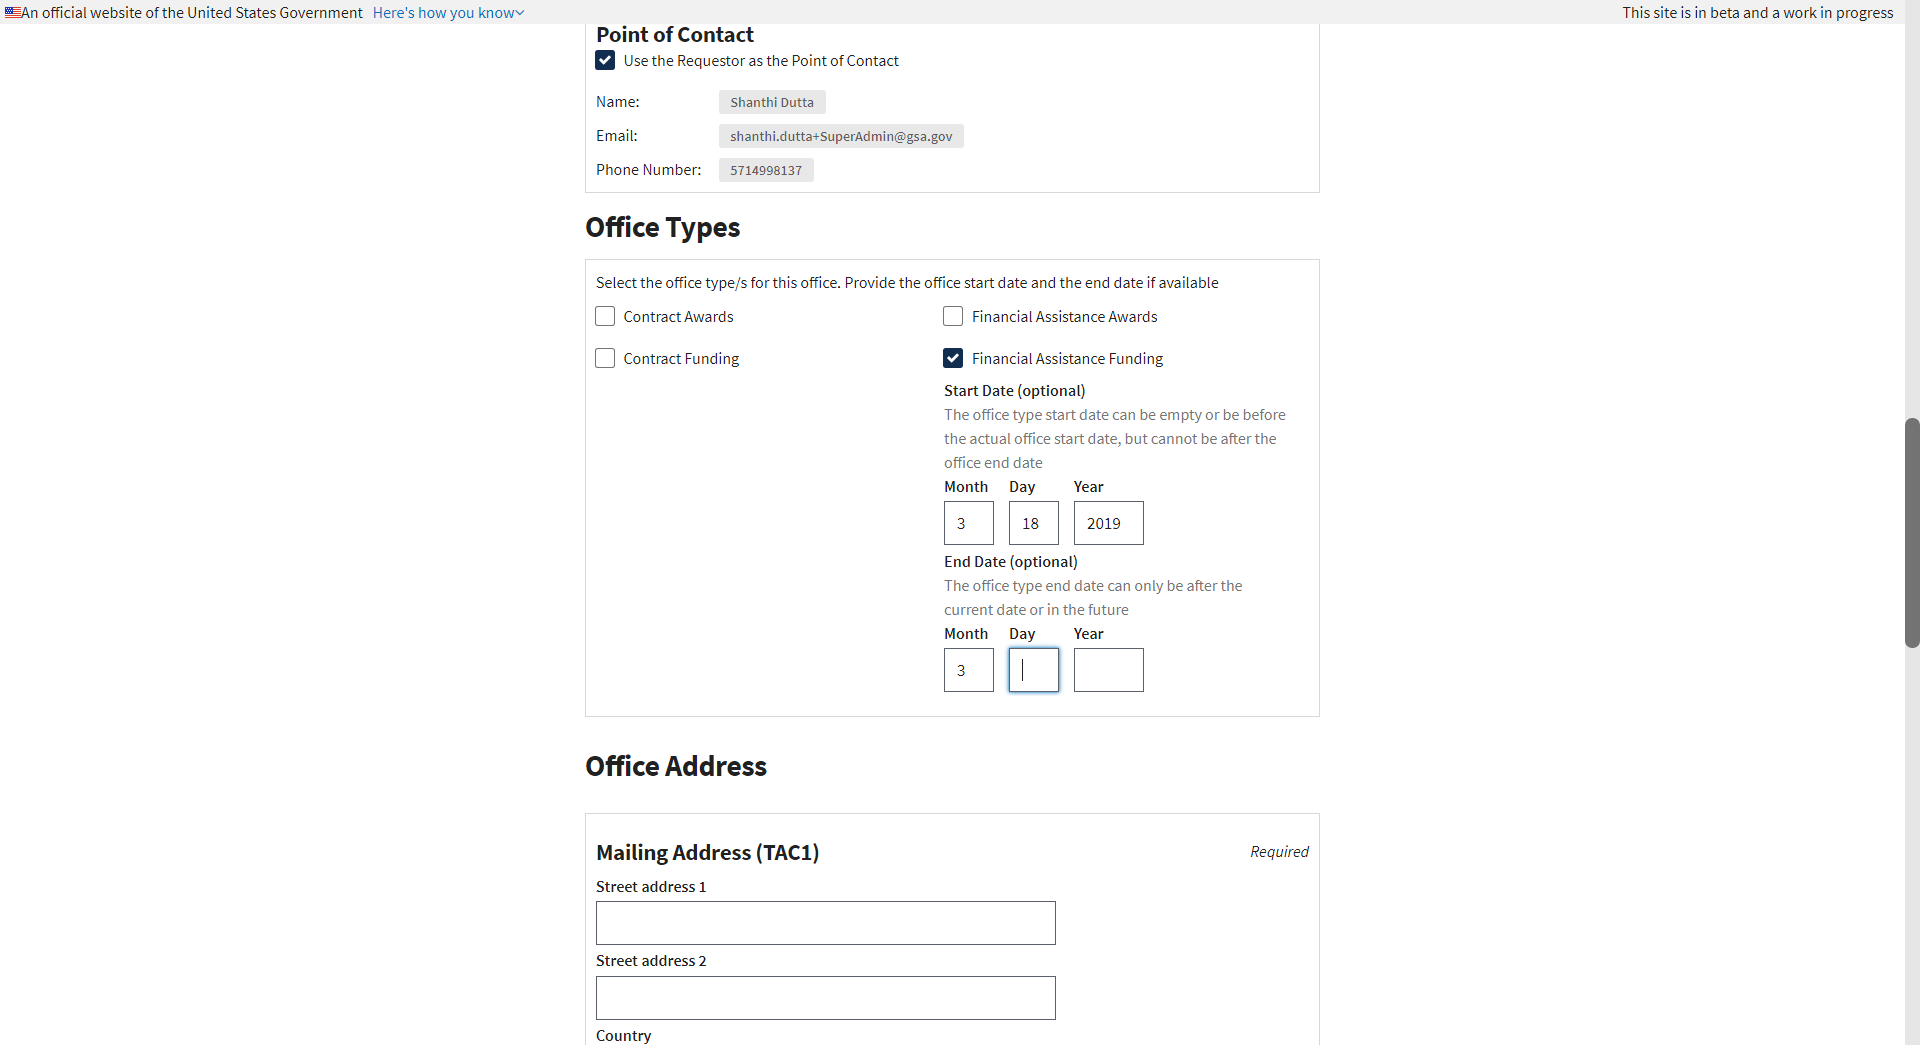 An official website of the United States Government Here's how you know
This site is in beta and a work in progress
Point of Contact
Use the Requestor as the Point of Contact
Name: Shanthi Dutta
Email: shanthi.dutta+SuperAdmin@gsa.gov
Phone Number: 5714998137
Office Types
Select the office type/s for this office. Provide the office start date and the end date if available
Contract Awards
Financial Assistance Awards
Contract Funding
Financial Assistance Funding
Start Date (optional)
The office type start date can be empty or be before
the actual office start date, but cannot be after the
office end date
Month Day Year
3 18 2019
End Date (optional)
The office type end date can only be after the
current date or in the future
Month Day Year
3
Office Address
Mailing Address (TAC1)
Required
Street address 1
Street address 2
Country